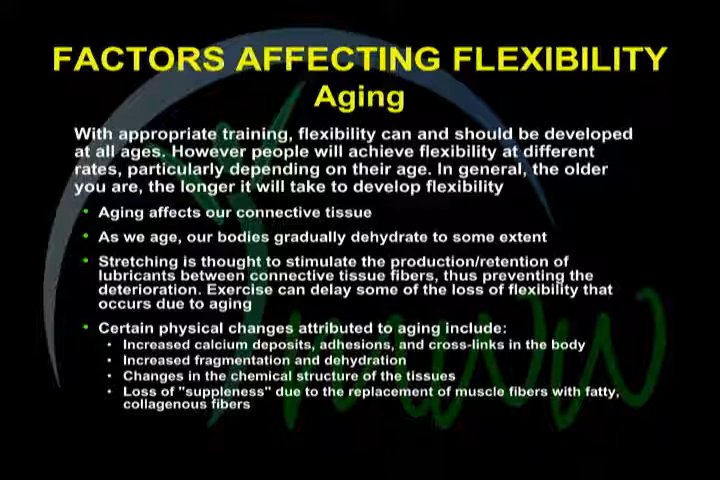 FACTORS AFFECTING FLEXIBILITY
Aging
With appropriate training, flexibility can and should be developed
at all ages. However people will achieve flexibility at different
rates, particularly depending on their age. In general, the older
you are, the longer it will take to develop flexibility
• Aging affects our connective tissue
• As we age, our bodies gradually dehydrate to some extent
• Stretching is thought to stimulate the production/retention of
lubricants between connective tissue fibers, thus preventing the
deterioration. Exercise can delay some of the loss of flexibility that
occurs due to aging
• Certain physical changes attributed to aging include:
• Increased calcium deposits, adhesions, and cross-links in the body
• Increased fragmentation and dehydration
• Changes in the chemical structure of the tissues
• Loss of "suppleness" due to the replacement of muscle fibers with fatty,
collagenous fibers